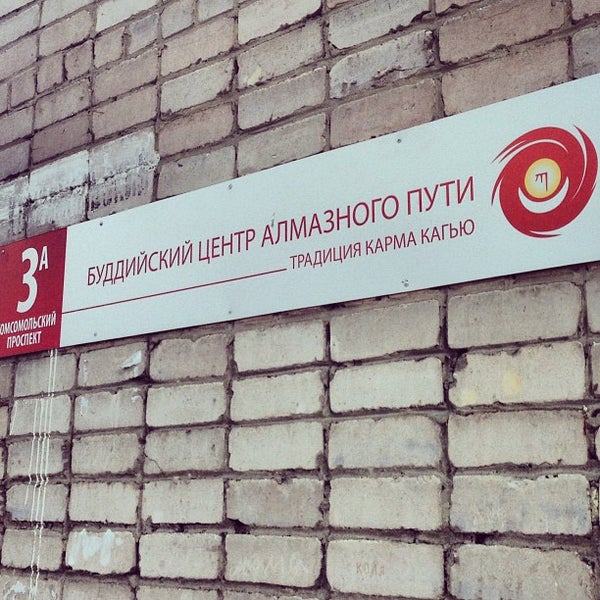 3А
КОМСОМОЛЬСКИЙ
ПРОСПЕКТ
БУДДИЙСКИЙ ЦЕНТР АЛМАЗНОГО ПУТИ
ТРАДИЦИЯ КАРМА КАГЬЮ